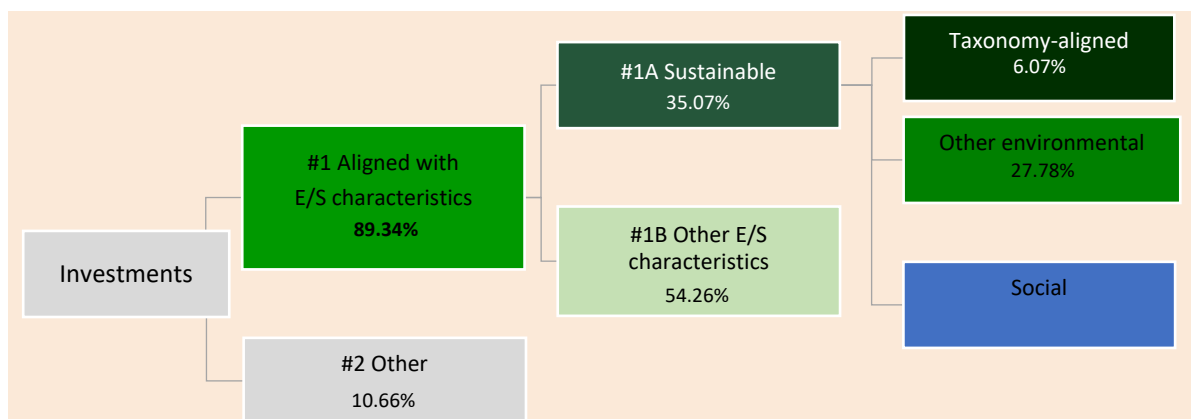 Investments
#1 Aligned with
E/S characteristics
89.34%
#2 Other
10.66%
#1A Sustainable
35.07%
#1B Other E/S
characteristics
54.26%
Taxonomy-aligned
6.07%
Other environmental
27.78%
Social